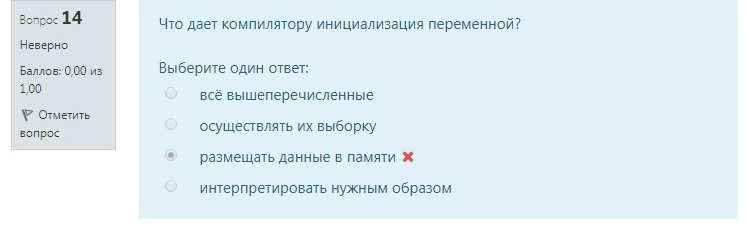 Вопрос 14
Неверно
Баллов: 0,00 из
1,00
Отметить
вопрос
Что дает компилятору инициализация переменной?
Выберите один ответ:
всё вышеперечисленные
осуществлять их выборку
размещать данные в памяти
интерпретировать нужным образом